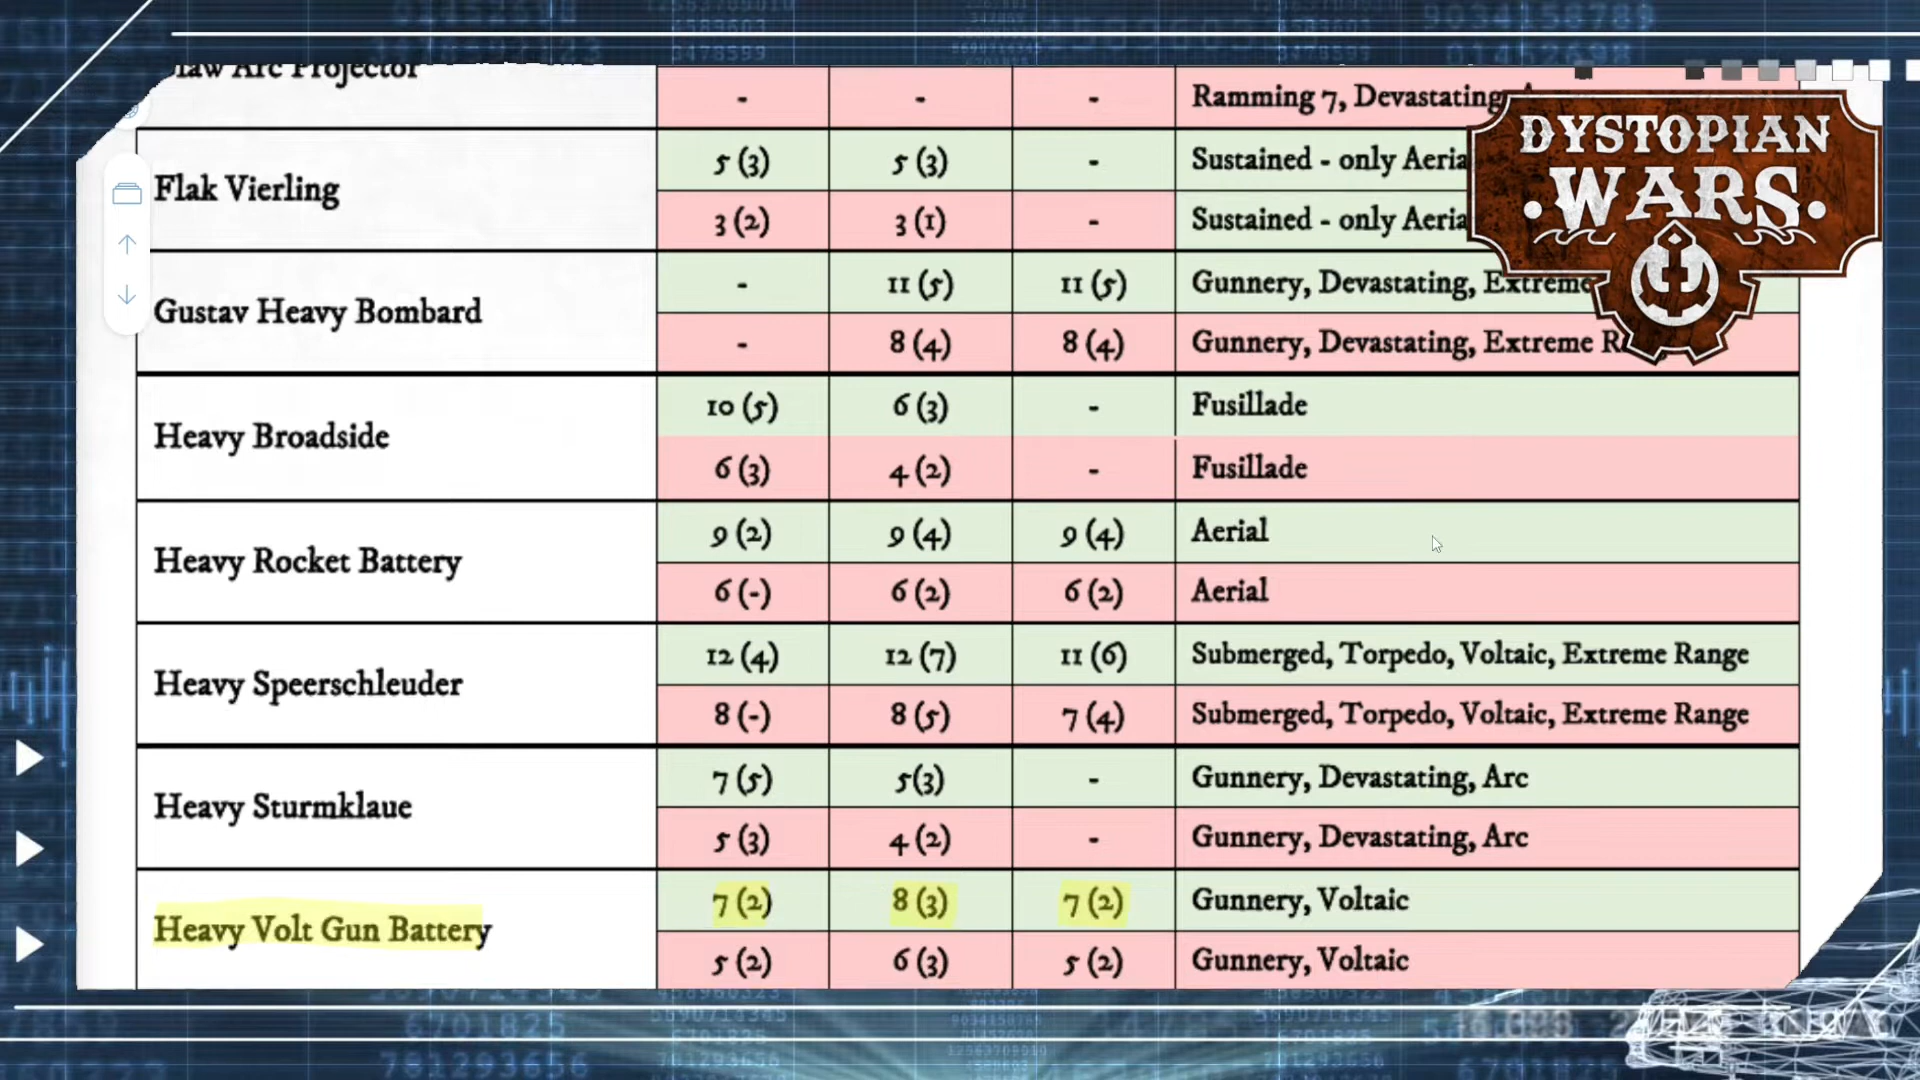 Arc Projector
- - - Ramming 7, Devastating,
Flak Vierling
5 (3) 5 (3) - Sustained - only Aeria
3 (2) 3 (1) - Sustained - only Aeria
Gustav Heavy Bombard
- 11 (5) 11 (5) Gunnery, Devastating, Extreme
- 8 (4) 8 (4) Gunnery, Devastating, Extreme R
Heavy Broadside
10 (5) 6 (3) - Fusillade
6 (3) 4 (2) - Fusillade
Heavy Rocket Battery
9 (2) 9 (4) 9 (4) Aerial
6 (-) 6 (2) 6 (2) Aerial
Heavy Speerschleuder
12 (4) 12 (7) 11 (6) Submerged, Torpedo, Voltaic, Extreme Range
8 (-) 8 (5) 7 (4) Submerged, Torpedo, Voltaic, Extreme Range
Heavy Sturmklaue
7 (5) 5(3) - Gunnery, Devastating, Arc
5 (3) 4 (2) - Gunnery, Devastating, Arc
Heavy Volt Gun Battery
7 (2) 8 (3) 7 (2) Gunnery, Voltaic
5 (2) 6 (3) 5 (2) Gunnery, Voltaic
DYSTOPIAN
WARS
6701825
781293656